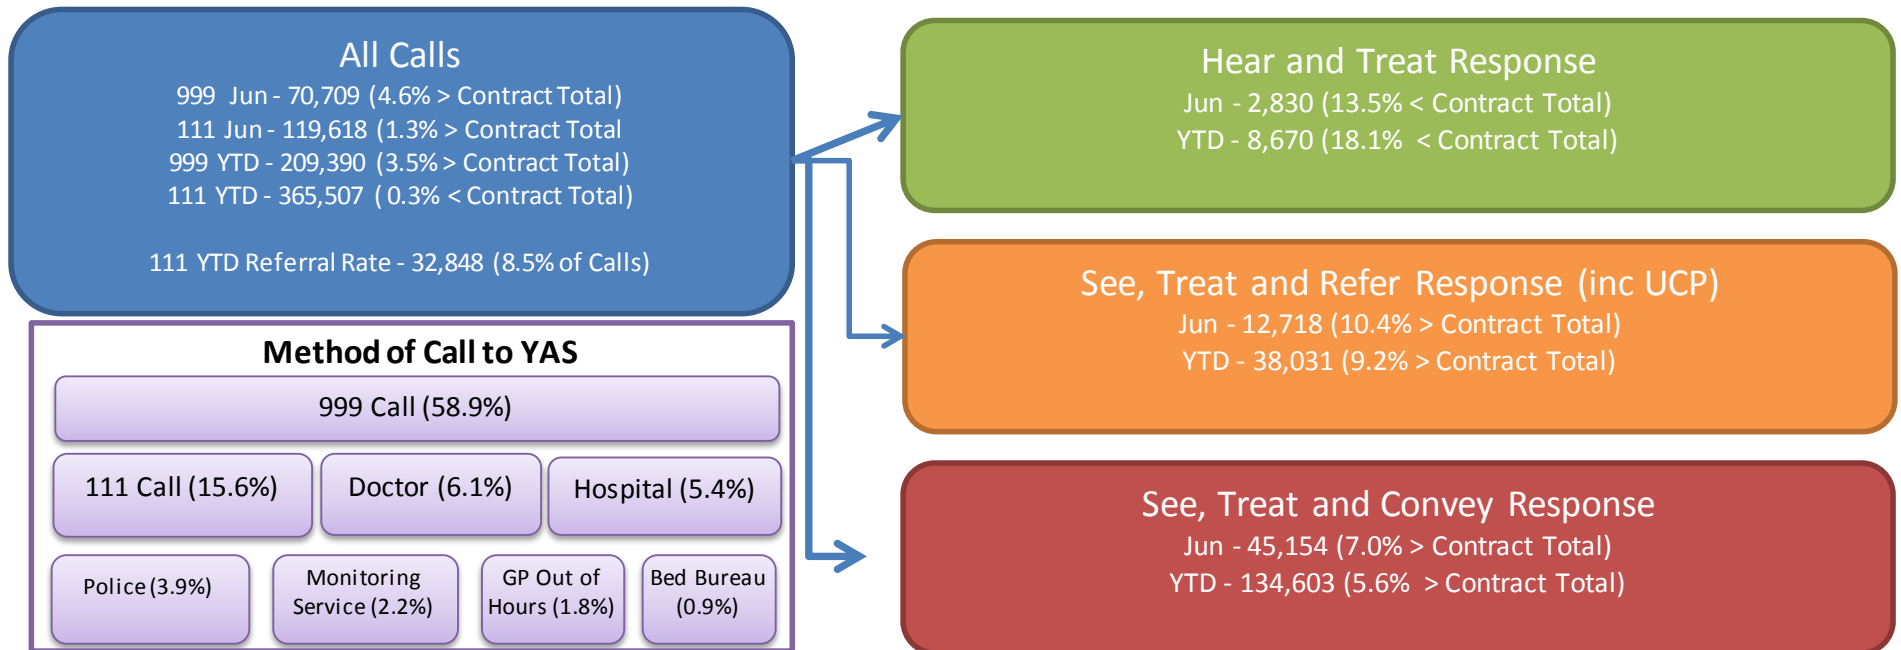 All Calls
999 Jun - 70,709 (4.6% > Contract Total)
111 Jun - 119,618 (1.3% > Contract Total
999 YTD - 209,390 (3.5% > Contract Total)
111 YTD - 365,507 ( 0.3% < Contract Total)
111 YTD Referral Rate - 32,848 (8.5% of Calls)
Method of Call to YAS
999 Call (58.9%)
111 Call (15.6%)
Doctor (6.1%)
Hospital (5.4%)
Police (3.9%)
Monitoring
Service (2.2%)
GP Out of
Hours (1.8%)
Bed Bureau
(0.9%)
Hear and Treat Response
Jun - 2,830 (13.5% < Contract Total)
YTD - 8,670 (18.1% < Contract Total)
See, Treat and Refer Response (inc UCP)
Jun - 12,718 (10.4% > Contract Total)
YTD - 38,031 (9.2% > Contract Total)
See, Treat and Convey Response
Jun - 45,154 (7.0% > Contract Total)
YTD - 134,603 (5.6% > Contract Total)